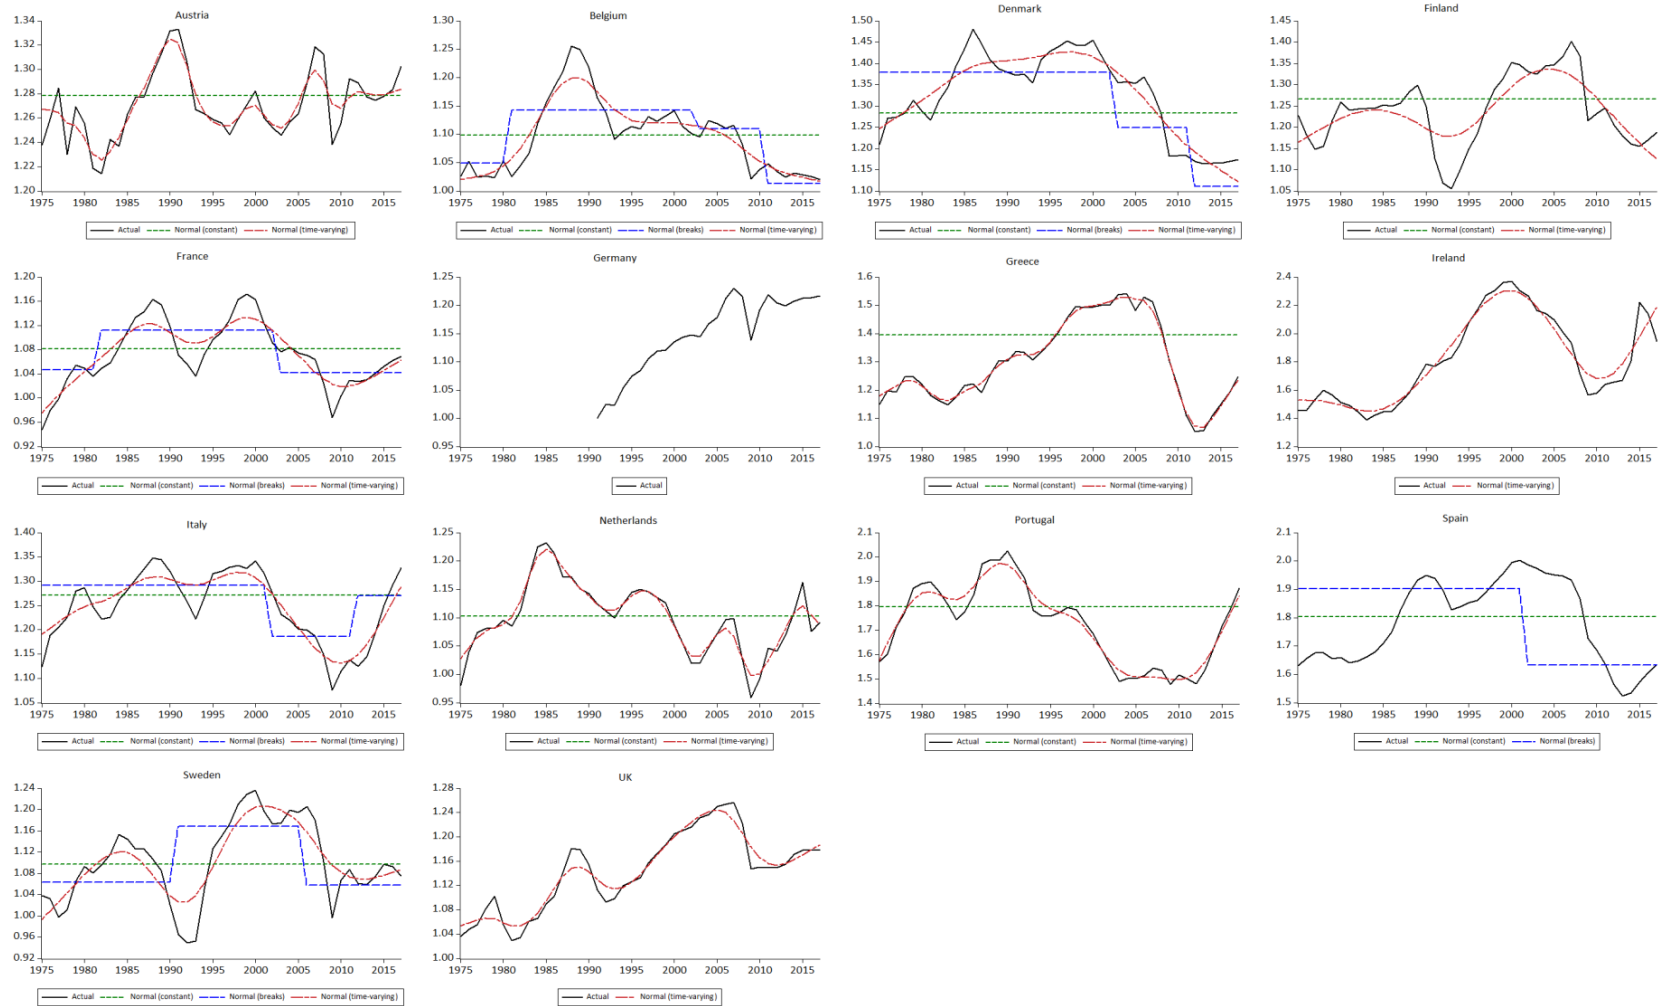 Austria
1.34
1.32
1.30
1.28
1.26
1.24
1.22
1.20
1975 1980 1985 1990 1995 2000 2005 2010 2015
Actual Normal (constant) Normal (time-varying)
Belgium
1.30
1.25
1.20
1.15
1.10
1.05
1.00
1975 1980 1985 1990 1995 2000 2005 2010 2015
Actual Normal (constant) Normal (breaks) Normal (time-varying)
Denmark
1.50
1.45
1.40
1.35
1.30
1.25
1.20
1.15
1.10
1975 1980 1985 1990 1995 2000 2005 2010 2015
Actual Normal (constant) Normal (breaks) Normal (time-varying)
Finland
1.45
1.40
1.35
1.30
1.25
1.20
1.15
1.10
1.05
1975 1980 1985 1990 1995 2000 2005 2010 2015
Actual Normal (constant) Normal (time-varying)
France
1.20
1.16
1.12
1.08
1.04
1.00
0.96
0.92
1975 1980 1985 1990 1995 2000 2005 2010 2015
Actual Normal (constant) Normal (breaks) Normal (time-varying)
Germany
1.25
1.20
1.15
1.10
1.05
1.00
0.95
1975 1980 1985 1990 1995 2000 2005 2010 2015
Actual
Greece
1.6
1.5
1.4
1.3
1.2
1.1
1.0
1975 1980 1985 1990 1995 2000 2005 2010 2015
Actual Normal (constant) Normal (time-varying)
Ireland
2.4
2.2
2.0
1.8
1.6
1.4
1.2
1975 1980 1985 1990 1995 2000 2005 2010 2015
Actual Normal (time-varying)
Italy
1.40
1.35
1.30
1.25
1.20
1.15
1.10
1.05
1975 1980 1985 1990 1995 2000 2005 2010 2015
Actual Normal (constant) Normal (breaks) Normal (time-varying)
Netherlands
1.25
1.20
1.15
1.10
1.05
1.00
0.95
1975 1980 1985 1990 1995 2000 2005 2010 2015
Actual Normal (constant) Normal (time-varying)
Portugal
2.1
2.0
1.9
1.8
1.7
1.6
1.5
1.4
1975 1980 1985 1990 1995 2000 2005 2010 2015
Actual Normal (constant) Normal (time-varying)
Spain
2.1
2.0
1.9
1.8
1.7
1.6
1.5
1975 1980 1985 1990 1995 2000 2005 2010 2015
Actual Normal (constant) Normal (breaks)
Sweden
1.24
1.20
1.16
1.12
1.08
1.04
1.00
0.96
0.92
1975 1980 1985 1990 1995 2000 2005 2010 2015
Actual Normal (constant) Normal (breaks) Normal (time-varying)
UK
1.28
1.24
1.20
1.16
1.12
1.08
1.04
1.00
1975 1980 1985 1990 1995 2000 2005 2010 2015
Actual Normal (time-varying)